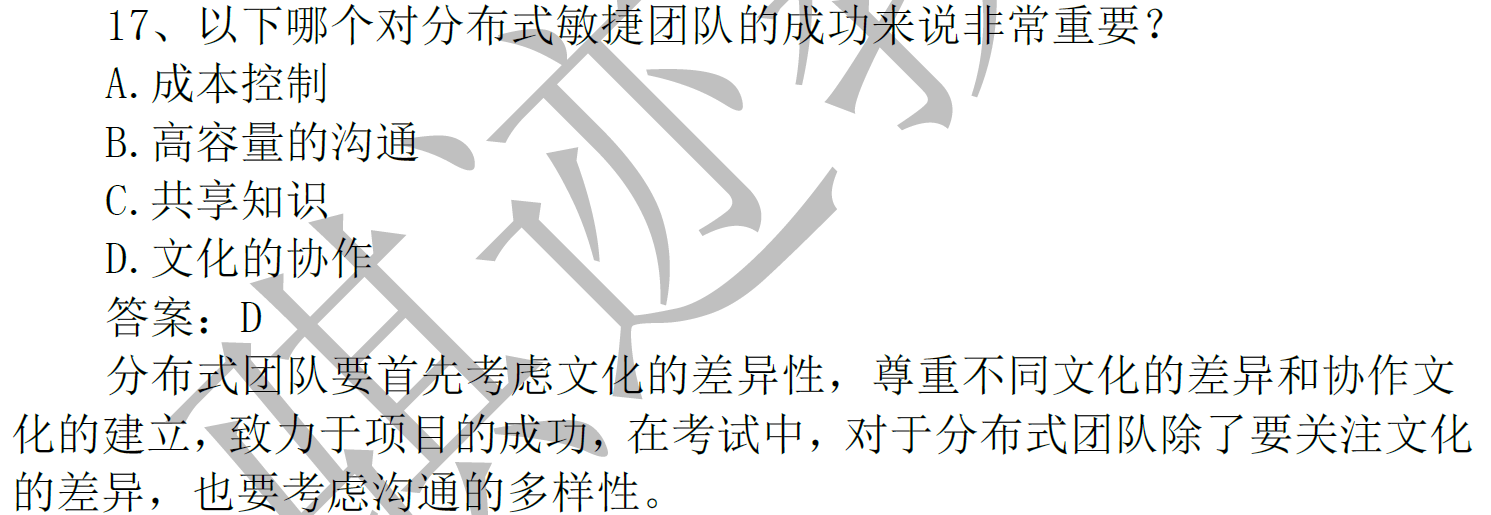 17、以下哪个对分布式敏捷团队的成功来说非常重要？
A.成本控制
B.高容量的沟通
C.共享知识
D.文化的协作
答案：D
分布式团队要首先考虑文化的差异性，尊重不同文化的差异和协作文
化的建立，致力于项目的成功，在考试中，对于分布式团队除了要关注文化
的差异，也要考虑沟通的多样性。